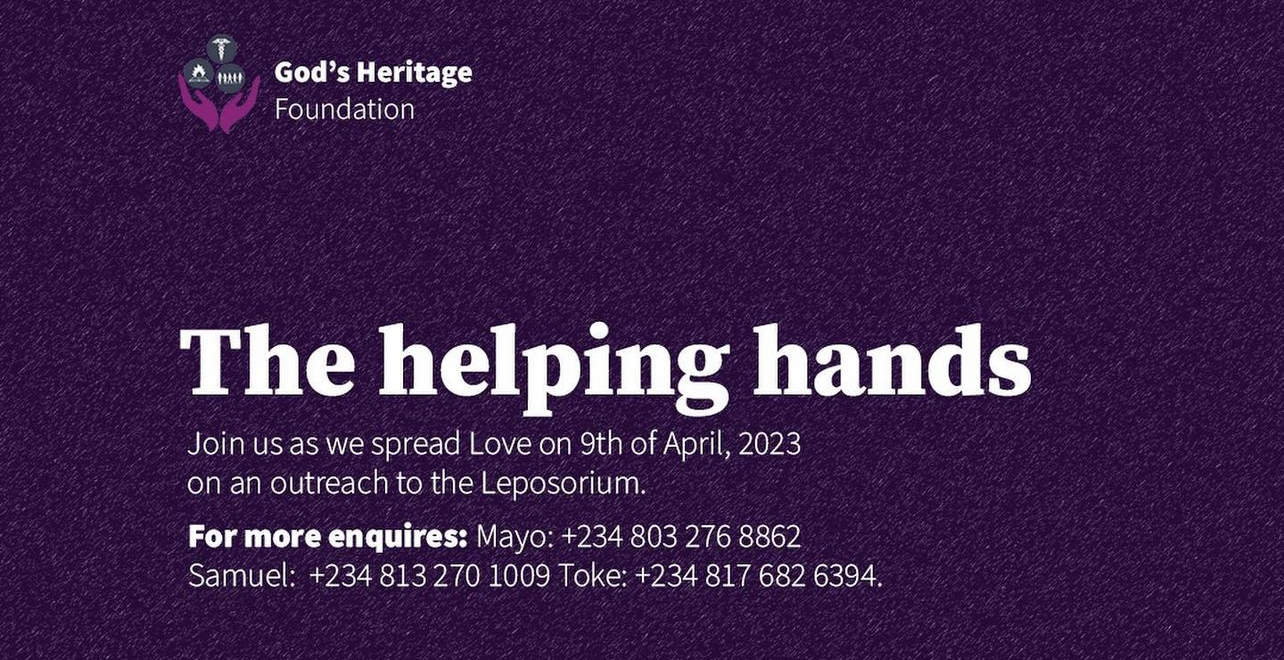 God's Heritage
Foundation
The helping hands
Join us as we spread Love on 9th of April, 2023
on an outreach to the Leposorium.
For more enquires: Mayo: +234 803 276 8862
Samuel: +234 813 270 1009 Toke: +234 817 682 6394.